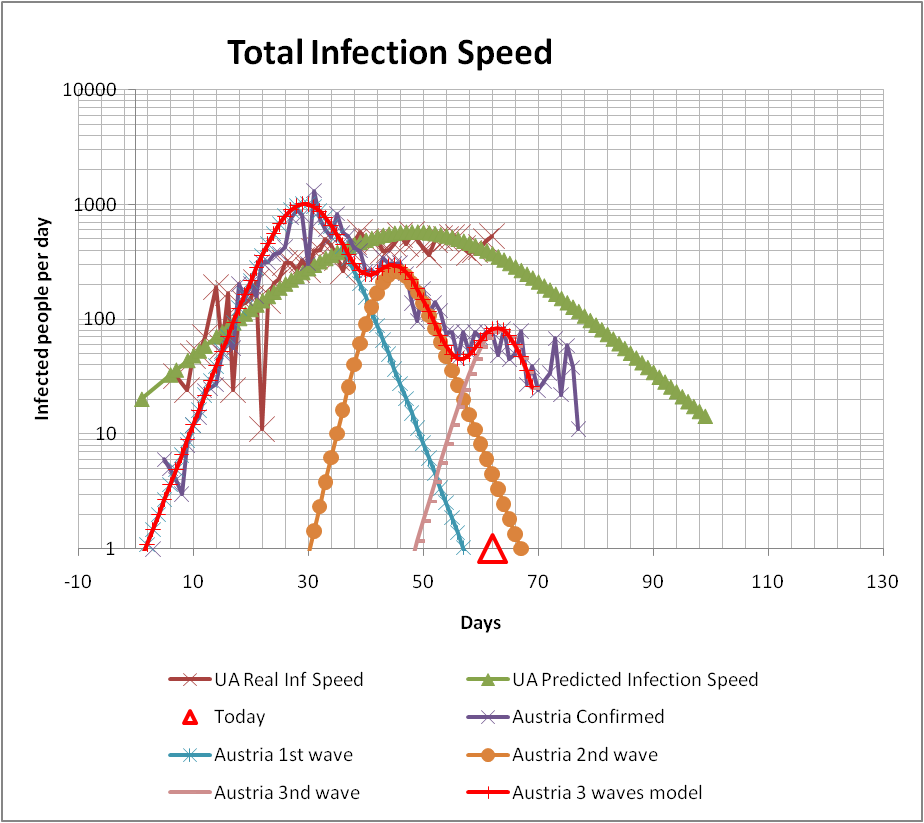 Total Infection Speed
10000
1000
100
10
1
Infected people per day
-10 10 30 50 70 90 110 130
Days
UA Real Inf Speed UA Predicted Infection Speed
Today Austria Confirmed
Austria 1st wave Austria 2nd wave
Austria 3nd wave Austria 3 waves model